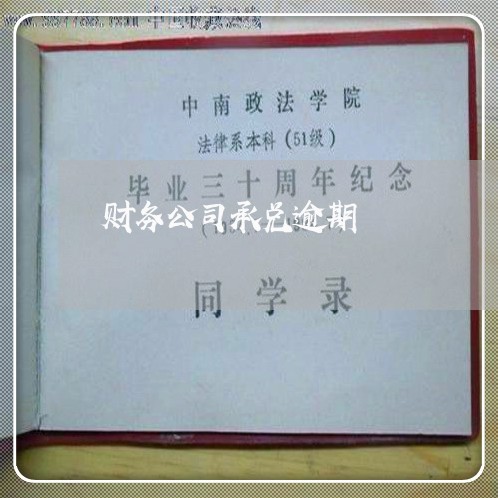 中南政法学院
法律系本科(51级)
毕业三十周年纪念
财务公司承兑逾期
同学录